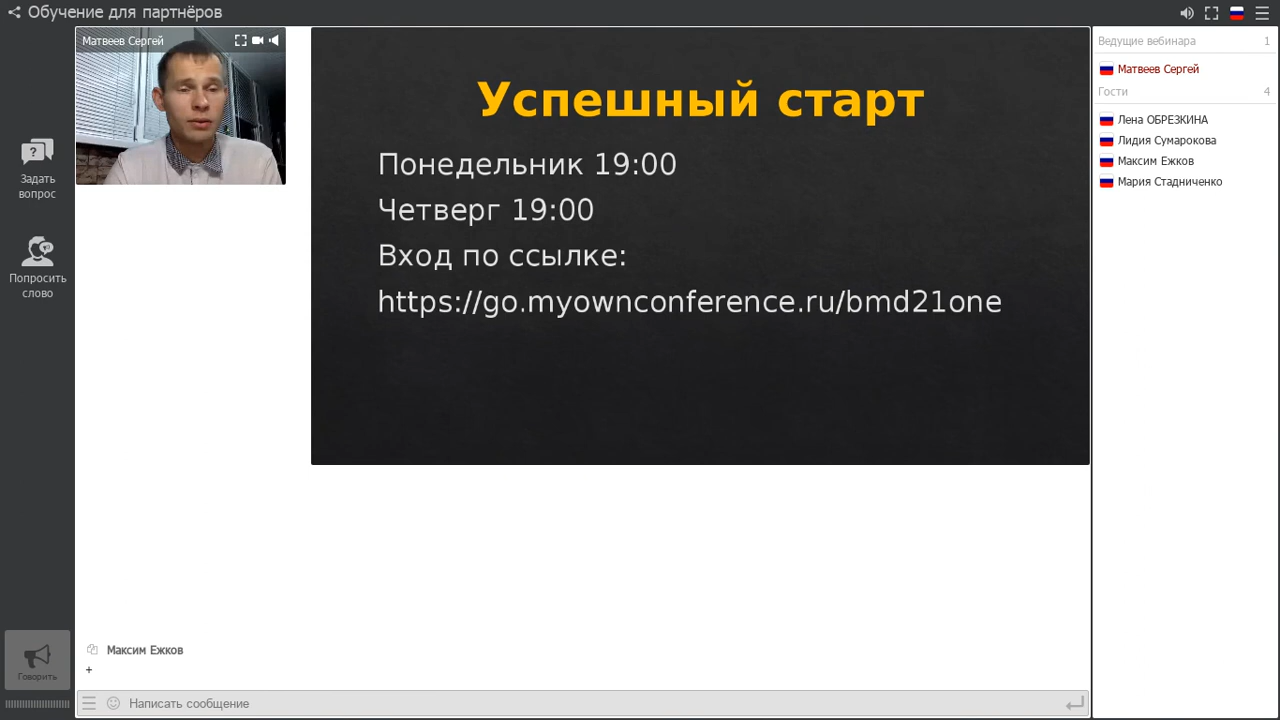 Обучение для партнёров
Матвеев Сергей
Задать
вопрос
Попросить
слово
Говорить
Успешный старт
Понедельник 19:00
Четверг 19:00
Вход по ссылке:
https://go.myownconference.ru/bmd21one
Максим Ежков
+
Написать сообщение
Ведущие вебинара 1
Матвеев Сергей
Гости 4
Лена ОБРЕЗКИНА
Лидия Сумарокова
Максим Ежков
Мария Стадниченко